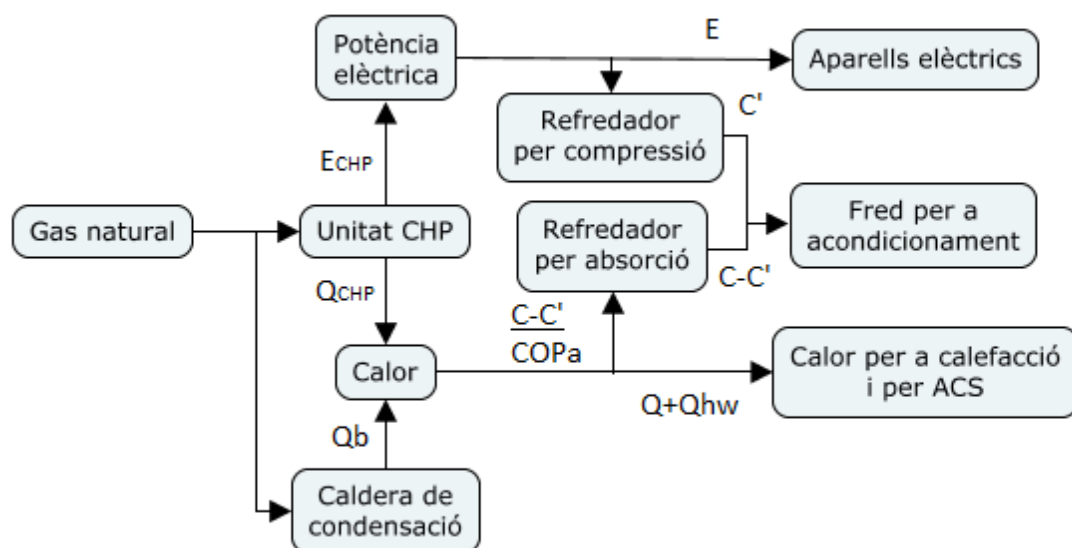 E
Potència
elèctrica
Aparells elèctrics
C'
Refredador
per compressió
ECHP
Fred per a
acondicionament
Gas natural
Unitat CHP
Refredador
per absorció
C-C'
QCHP
C-C'
COPa
Calor
Calor per a calefacció
i per ACS
Q+Qhw
Qb
Caldera de
condensació